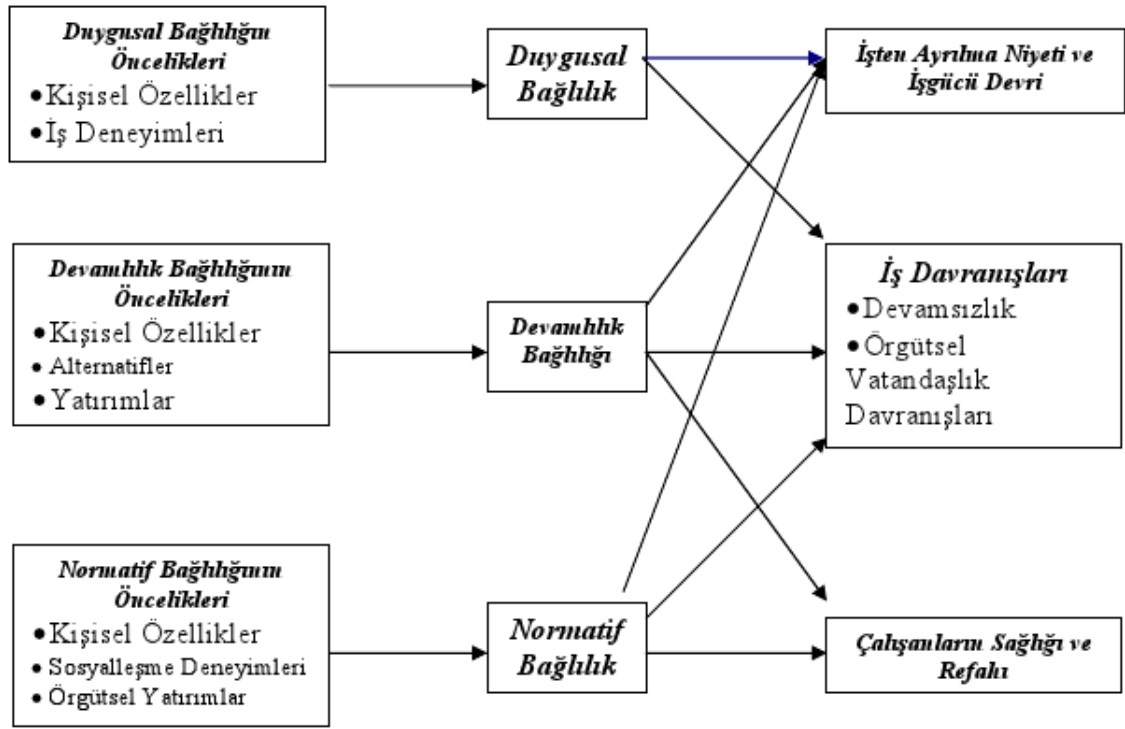 Duygusal Bağlılığın
Öncelikleri
•Kişisel Özellikler
•İş Deneyimleri
Duygusal
Bağlılık
İşten Ayrılma Niyeti ve
İşgücü Devri
Devamlılık Bağlılığının
Öncelikleri
•Kişisel Özellikler
• Alternatifler
•Yatırımlar
Devamlılık
Bağlılığı
İş Davranışları
•Devamsızlık
•Örgütsel
Vatandaşlık
Davranışları
Normatif Bağlılığının
Öncelikleri
•Kişisel Özellikler
• Sosyalleşme Deneyimleri
• Örgütsel Yatırımlar
Normatif
Bağlılık
Çalışanların Sağlığı ve
Refahı